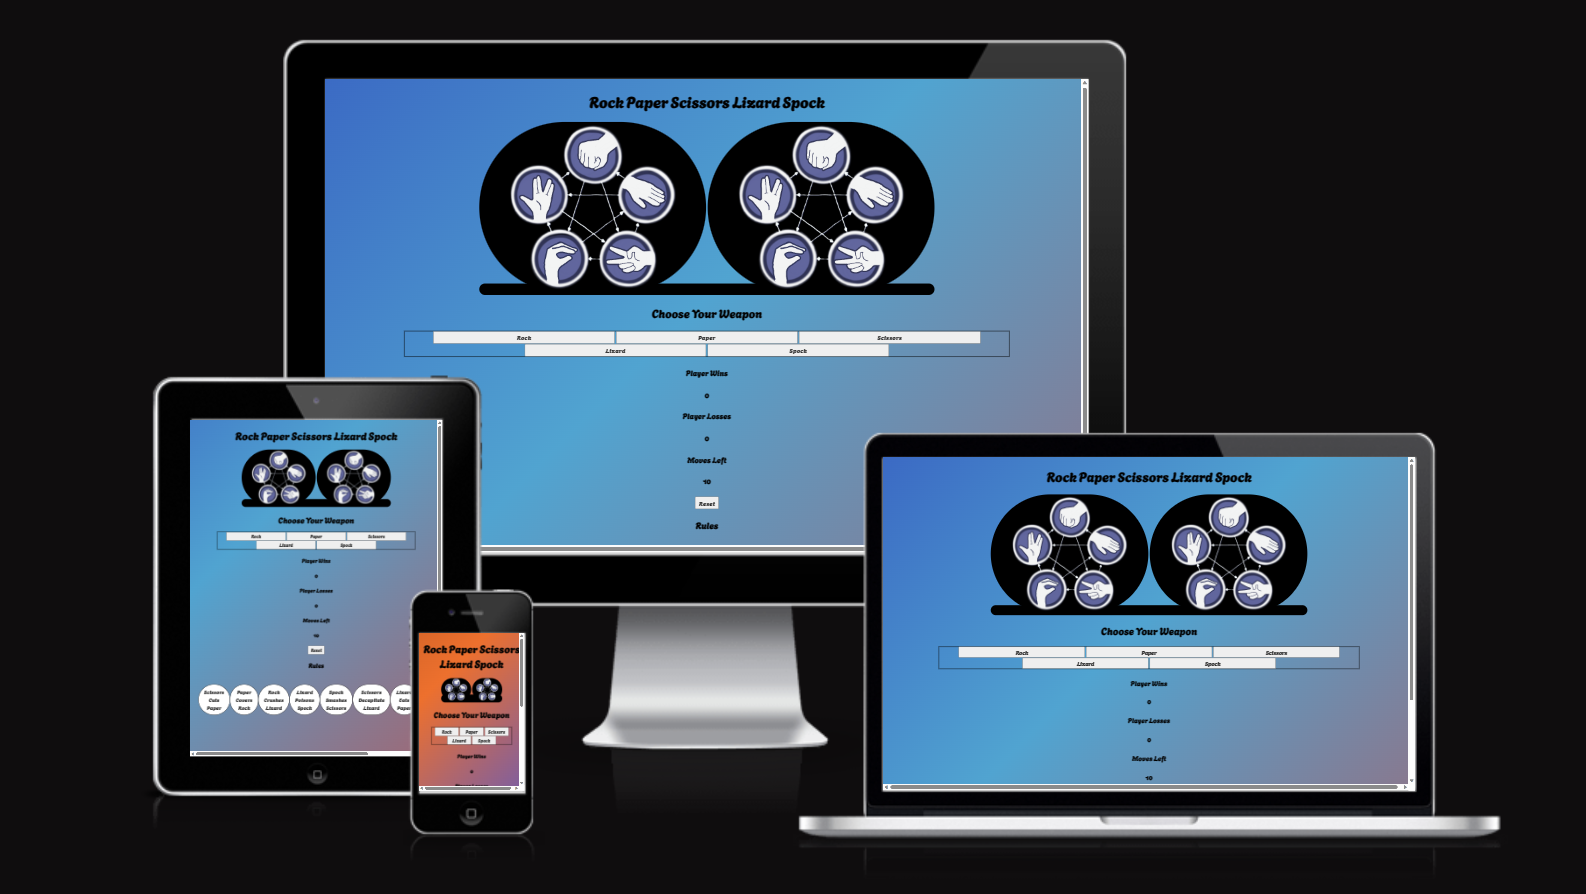 Rock Paper Scissors Lizard Spock
Choose Your Weapon
Rock Paper Scissors
Lizard Spock
Player Wins
0
Player Losses
0
Moves Left
10
Reset
Rules
Rock Paper Scissors Lizard Spock
Choose Your Weapon
Rock Paper Scissors
Lizard Spock
Player Wins
0
Player Losses
0
Moves Left
10
Reset
Rules
Scissors Paper Rock Lizard Spock Scissors Lizard
Cuts Covers Crushes Poisons Smashes Decapitate Eats
Paper Rock Lizard Spock Scissors Lizard Paper
Rock Paper Scissors
Lizard Spock
Choose Your Weapon
Rock Paper Scissors
Lizard Spock
Player Wins
0
Rock Paper Scissors Lizard Spock
Choose Your Weapon
Rock Paper Scissors
Lizard Spock
Player Wins
0
Player Losses
0
Moves Left
10